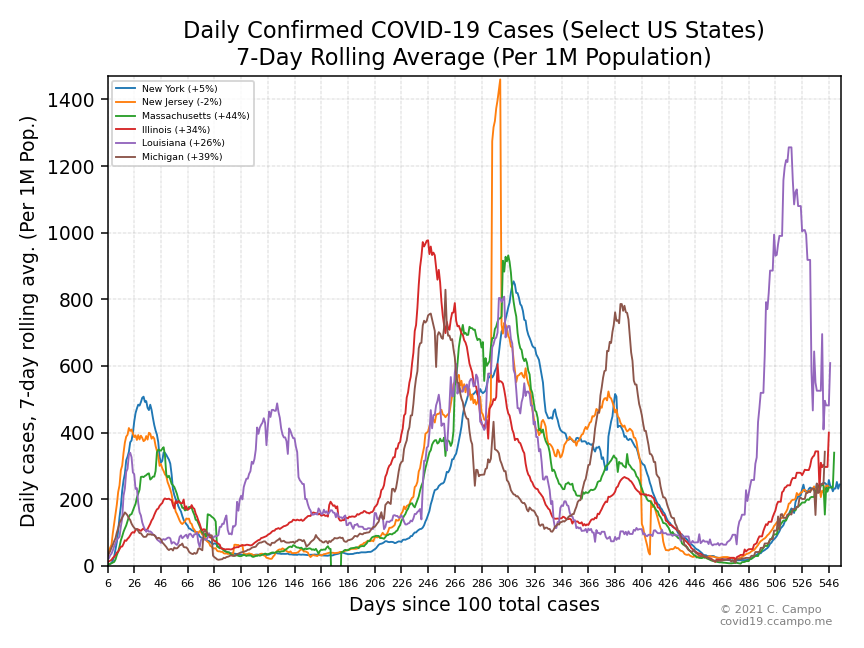 Daily Confirmed COVID-19 Cases (Select US States)
7-Day Rolling Average (Per 1M Population)
Daily cases, 7-day rolling avg. (Per 1M Pop.)
1400
1200
1000
800
600
400
200
0
New York (+5%)
New Jersey (-2%)
Massachusetts (+44%)
Illinois (+34%)
Louisiana (+26%)
Michigan (+39%)
6 26 46 66 86 106 126 146 166 186 206 226 246 266 286 306 326 346 366 386 406 426 446 466 486 506 526 546
Days since 100 total cases
© 2021 C. Campo
covid19.ccampo.me